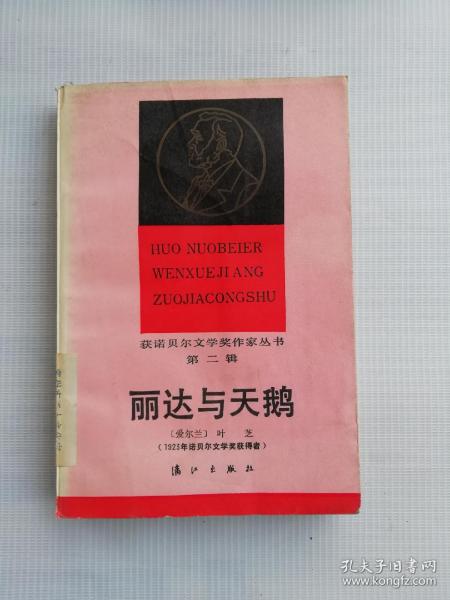 HUO NUOBEIER
WENXUEJIANG
ZUOJIACONGSHU
获诺贝尔文学奖作家丛书
第二辑
丽达与天鹅
〔爱尔兰〕叶 芝
（1923年诺贝尔文学奖获得者）
漓江出版社
孔夫子旧书网
www.kongfz.com